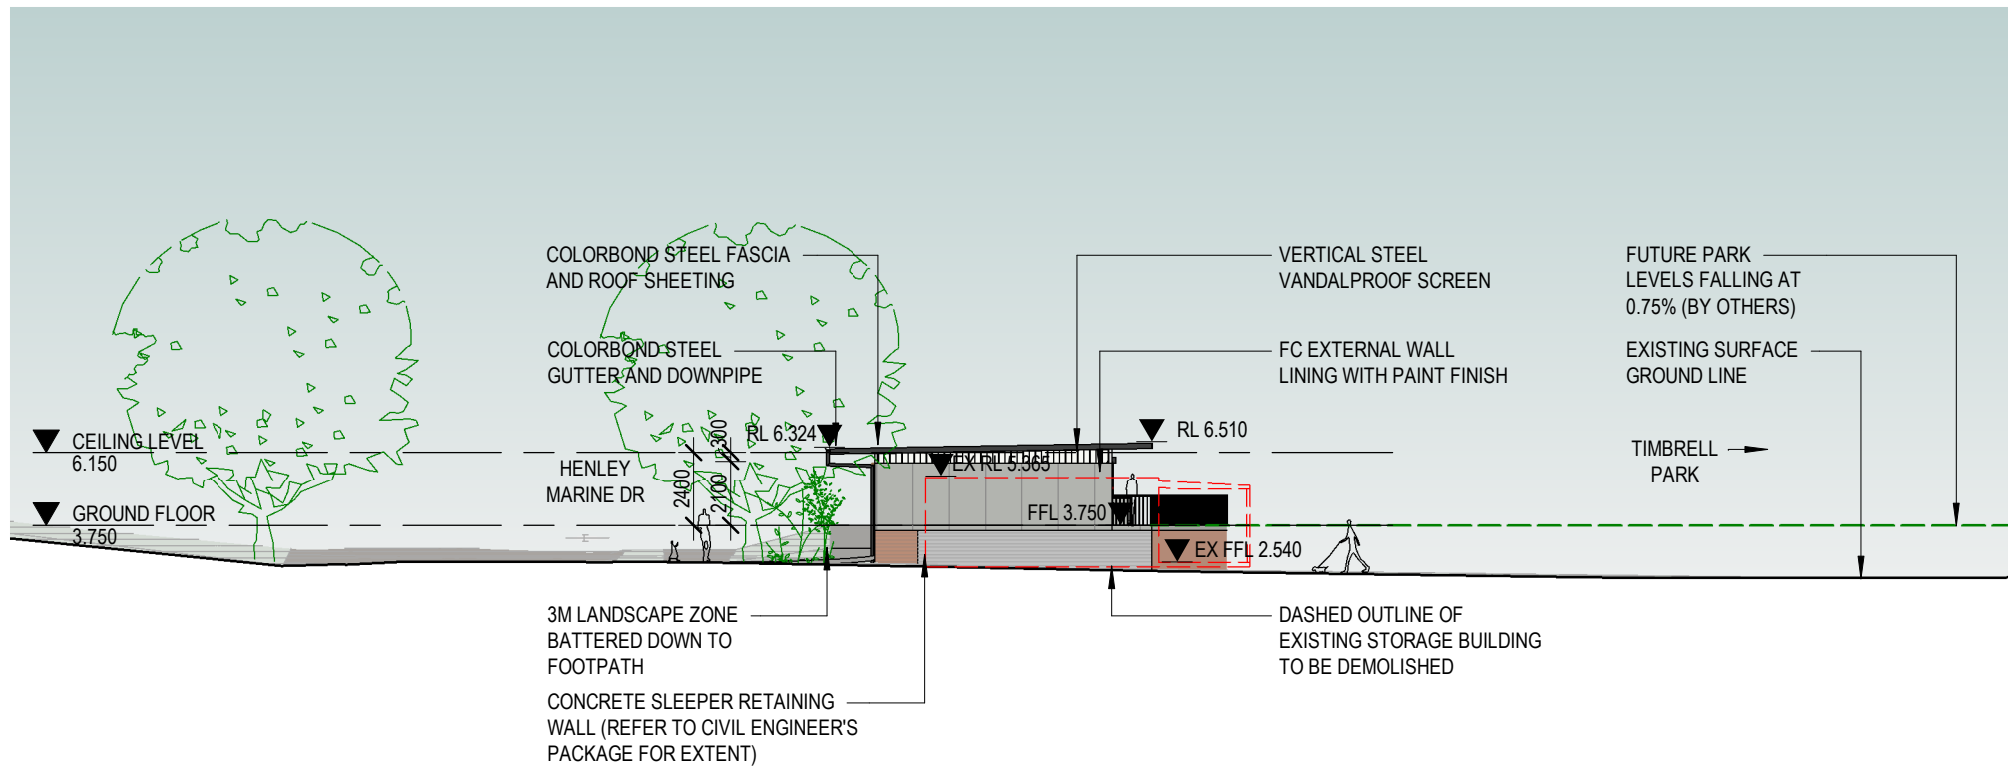 COLORBOND STEEL FASCIA
AND ROOF SHEETING
VERTICAL STEEL
VANDALPROOF SCREEN
FUTURE PARK
LEVELS FALLING AT
0.75% (BY OTHERS)
COLORBOND STEEL
GUTTER AND DOWNPIPE
FC EXTERNAL WALL
LINING WITH PAINT FINISH
EXISTING SURFACE
GROUND LINE
CEILING LEVEL
6.150
RL 6.324
300
RL 6.510
TIMBRELL
PARK
HENLEY
MARINE DR
2400
2100
EX RL 5.365
GROUND FLOOR
3.750
FFL 3.750
EX FFL 2.540
E
3M LANDSCAPE ZONE
BATTERED DOWN TO
FOOTPATH
DASHED OUTLINE OF
EXISTING STORAGE BUILDING
TO BE DEMOLISHED
CONCRETE SLEEPER RETAINING
WALL (REFER TO CIVIL ENGINEER'S
PACKAGE FOR EXTENT)